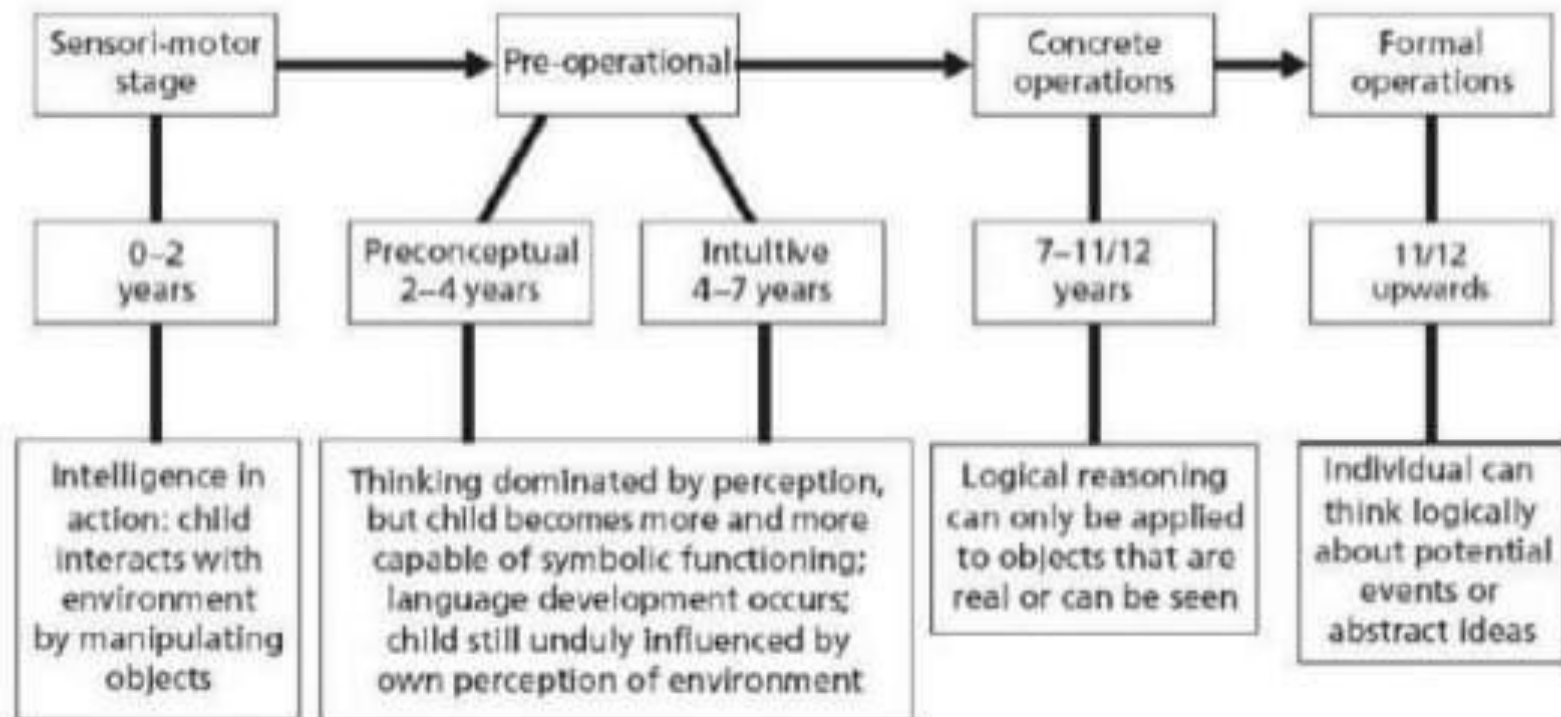 Sensori-motor
stage
Pre-operational
Concrete
operations
Formal
operations
0–2
years
Preconceptual
2–4 years
Intuitive
4–7 years
7–11/12
years
11/12
upwards
Intelligence in
action: child
interacts with
environment
by manipulating
objects
Thinking dominated by perception,
but child becomes more and more
capable of symbolic functioning;
language development occurs;
child still unduly influenced by
own perception of environment
Logical reasoning
can only be applied
to objects that are
real or can be seen
Individual can
think logically
about potential
events or
abstract ideas